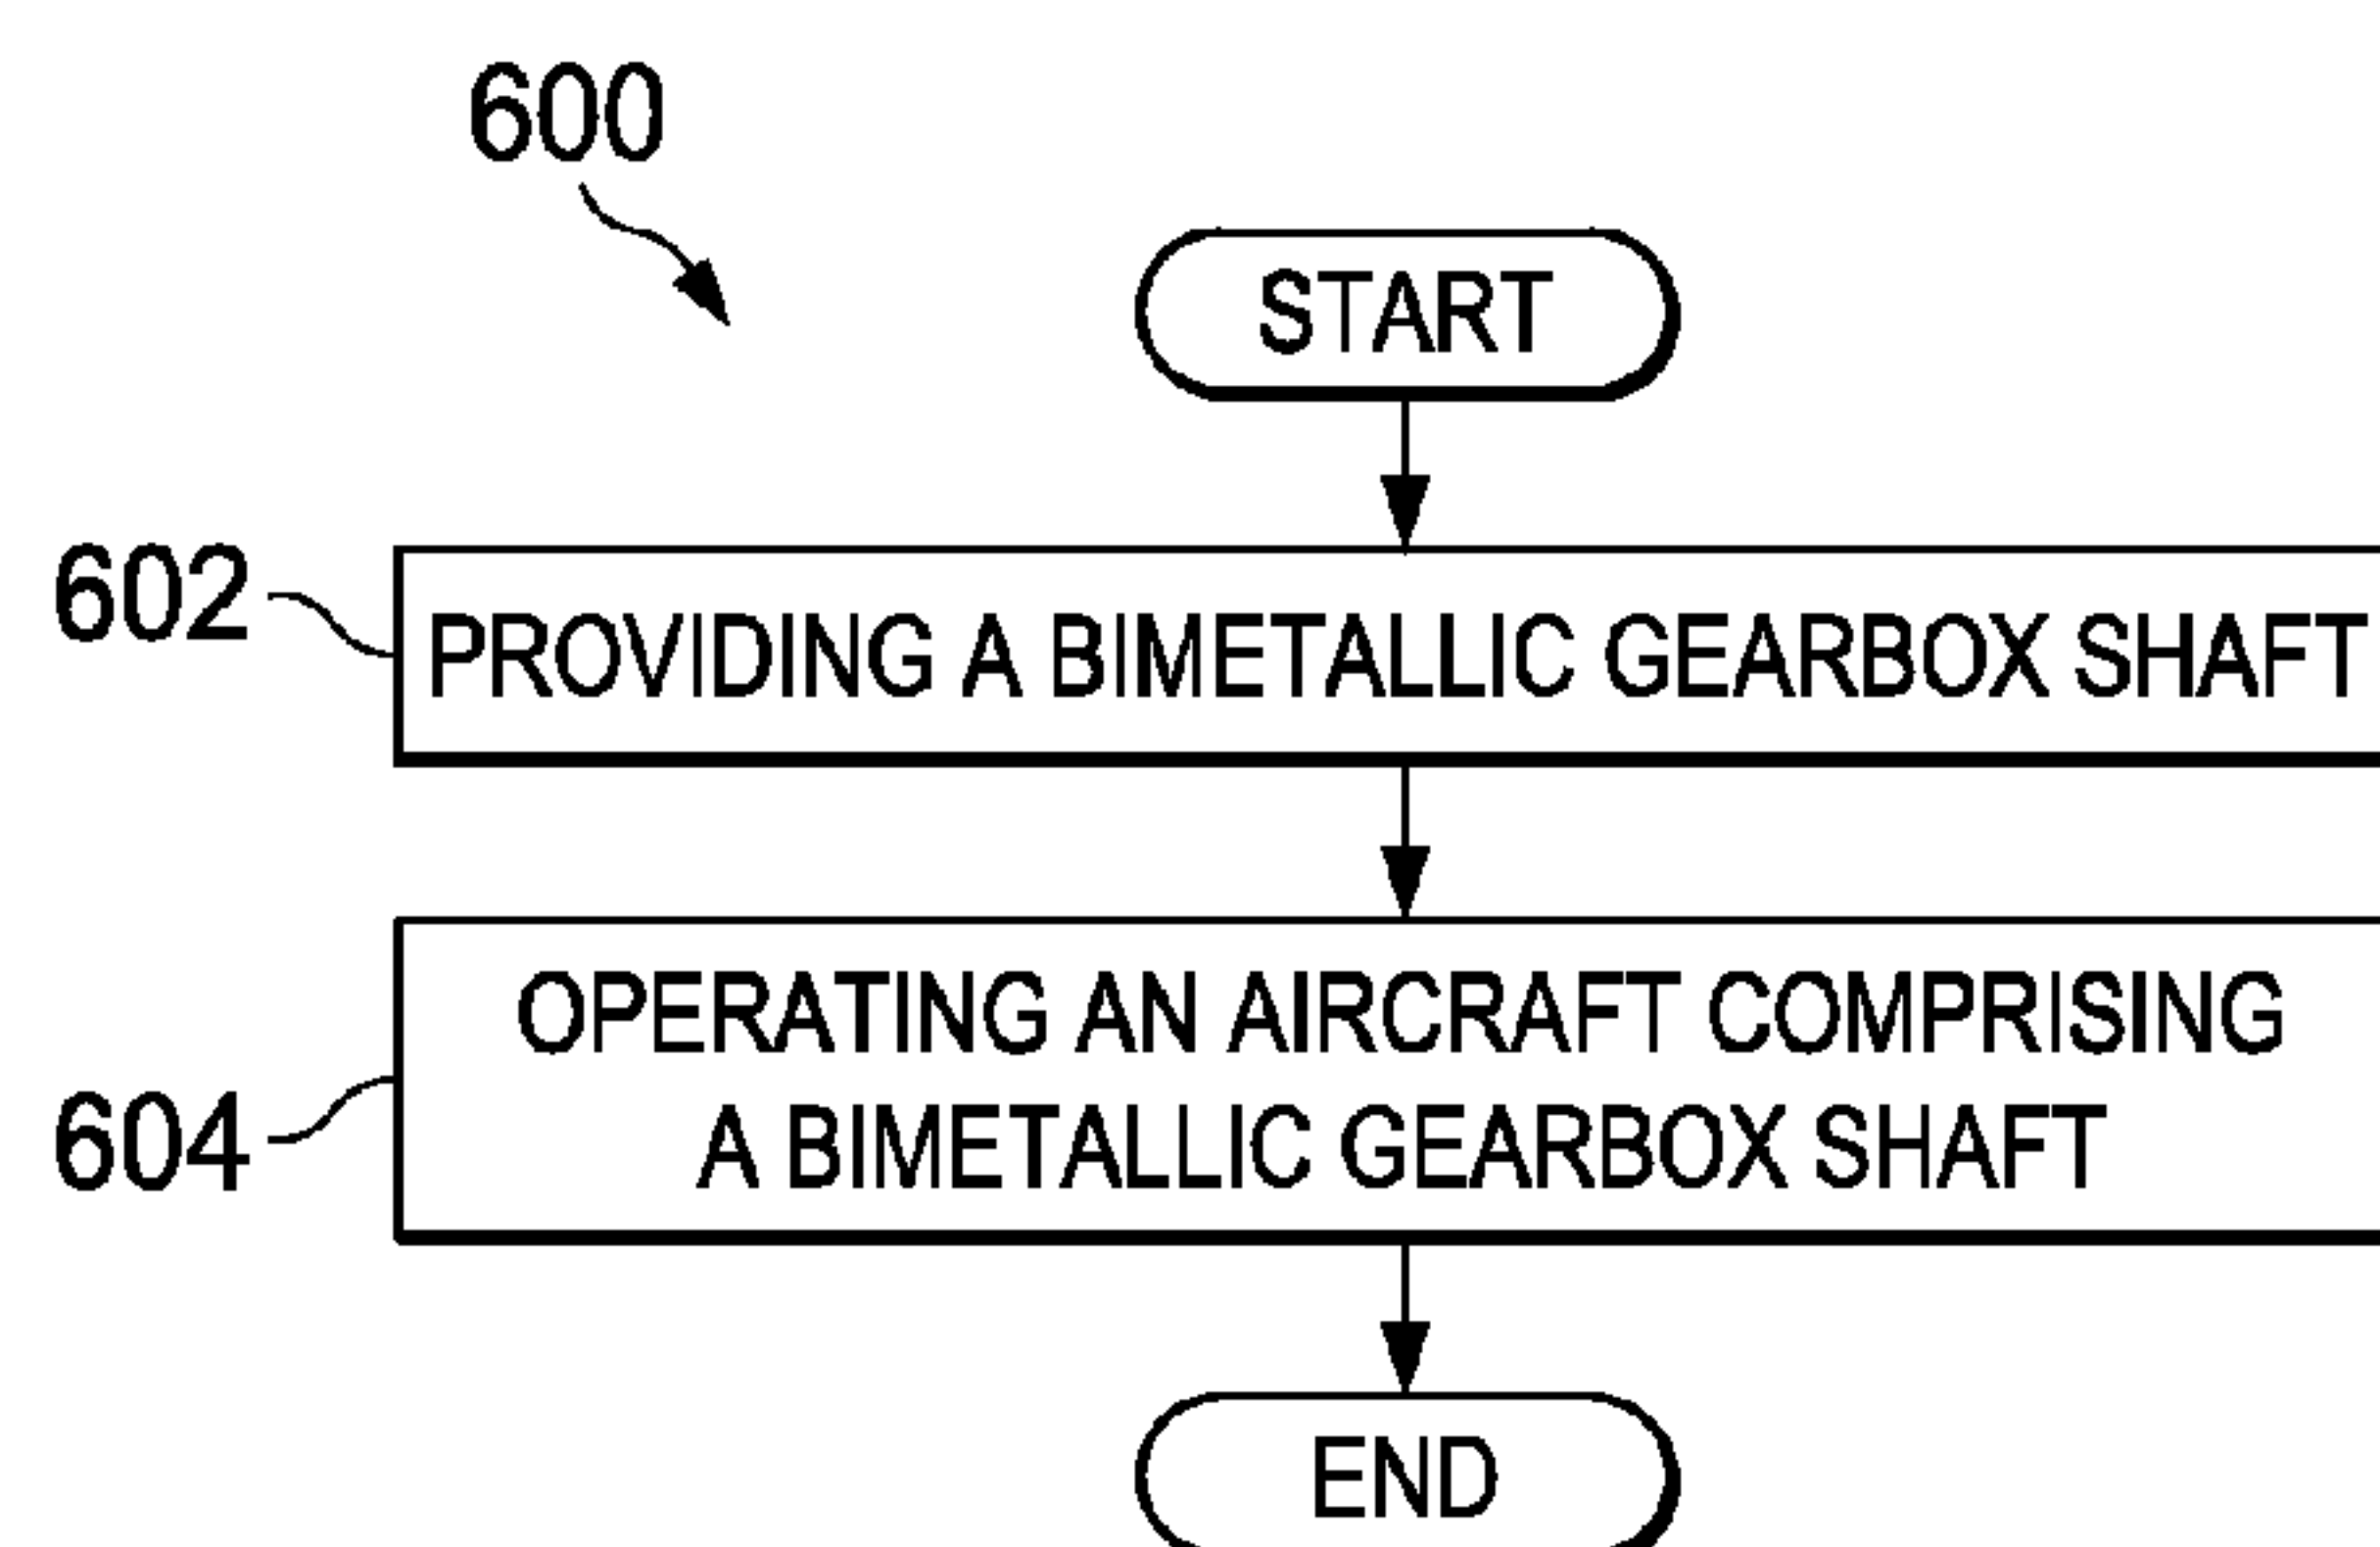 600
START
602
PROVIDING A BIMETALLIC GEARBOX SHAFT
OPERATING AN AIRCRAFT COMPRISING
A BIMETALLIC GEARBOX SHAFT
604
END